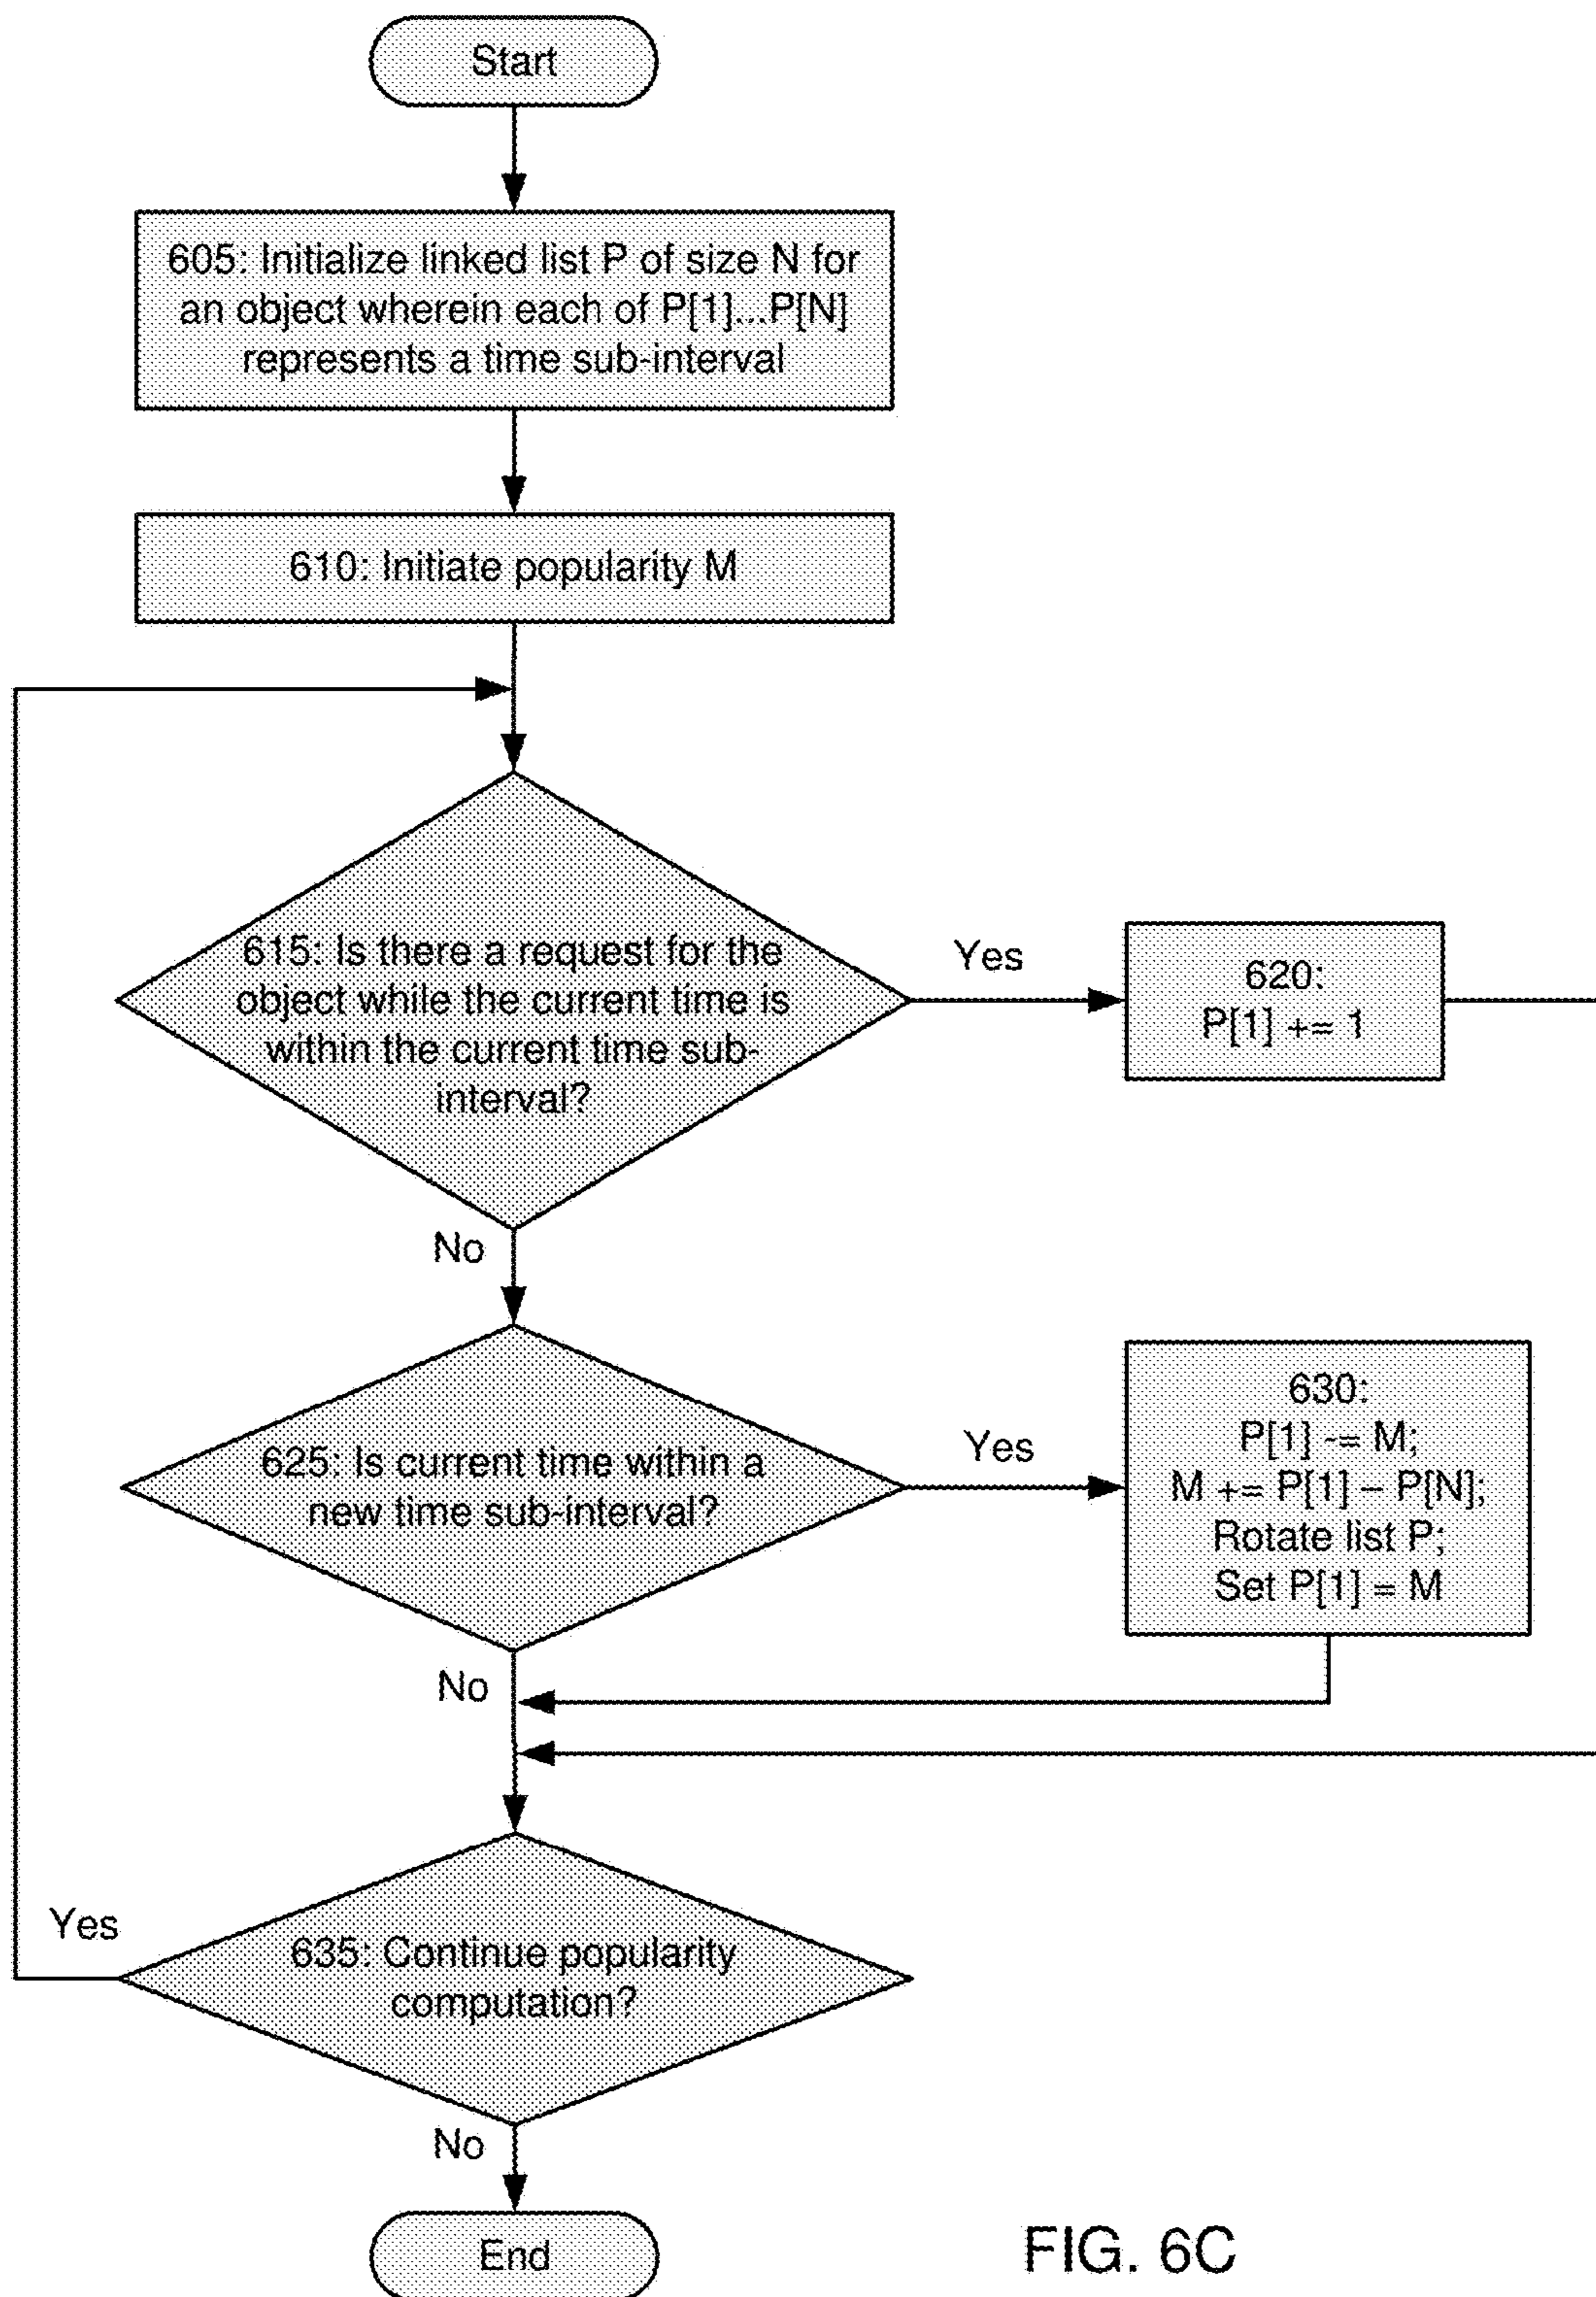 Start
605: Initialize linked list P of size N for
an object wherein each of P[1]...P[N]
represents a time sub-interval
610: Initiate popularity M
615: Is there a request for the
object while the current time is
within the current time sub-
interval?
Yes
620:
P[1] += 1
No
625: Is current time within a
new time sub-interval?
Yes
630:
P[1] -= M;
M += P[1] – P[N];
Rotate list P;
Set P[1] = M
No
Yes
635: Continue popularity
computation?
No
End
FIG. 6C